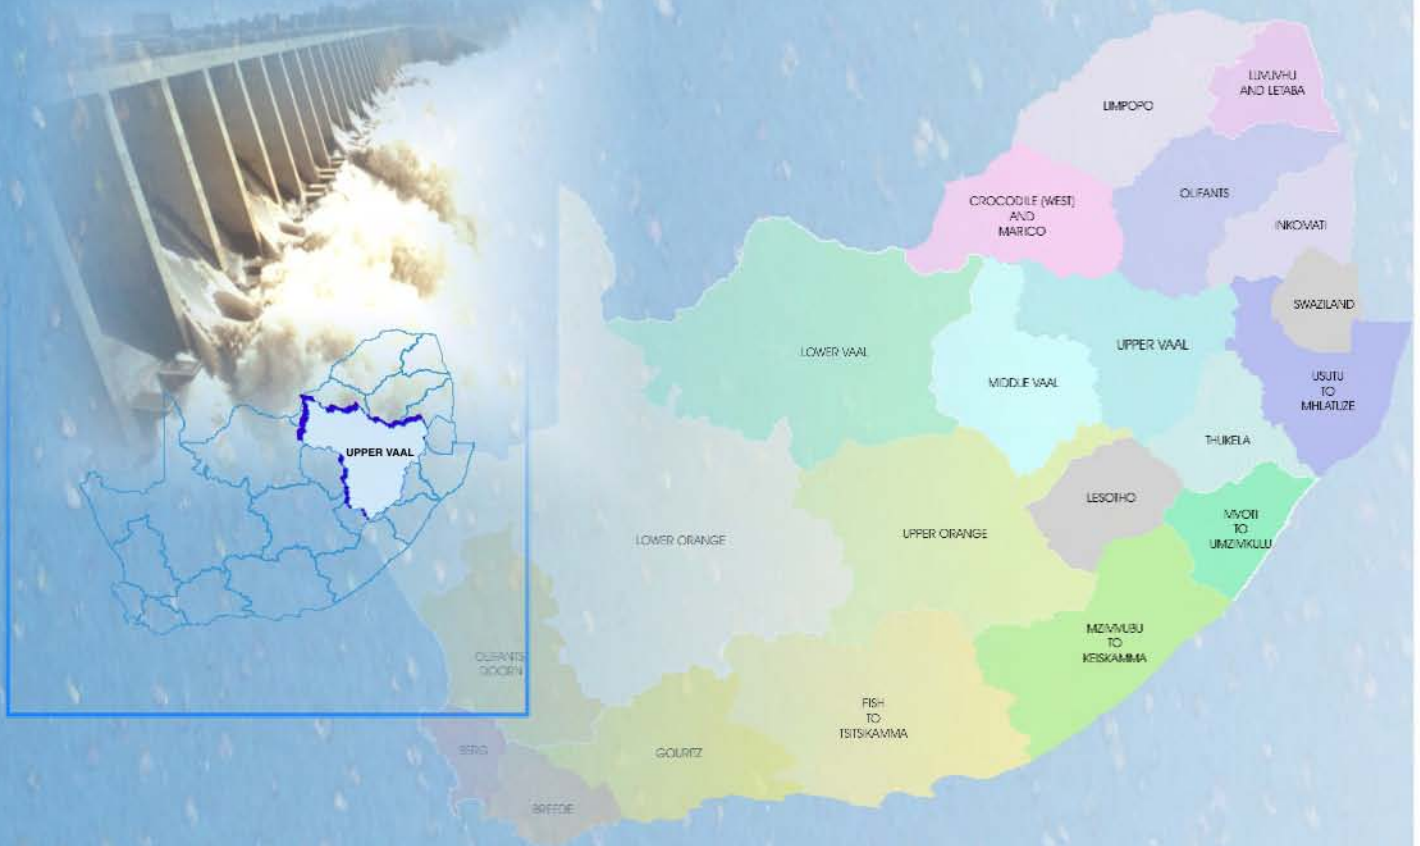 LUVUVHU
AND LETABA
LIMPOPO
OLIFANTS
CROCODILE (WEST)
AND
MARICO
INKOMATI
SWAZILAND
UPPER VAAL
LOWER VAAL
MIDDLE VAAL
USUTU
TO
MHLATUZE
THUKELA
UPPER VAAL
LESOTHO
MVOTI
TO
UMZIMKULU
UPPER ORANGE
LOWER ORANGE
MZIMVUBU
TO
KEISKAMMA
OLIFANTS
DOORN
FISH
TO
TSITSIKAMMA
BERG
GOURITZ
BREEDE